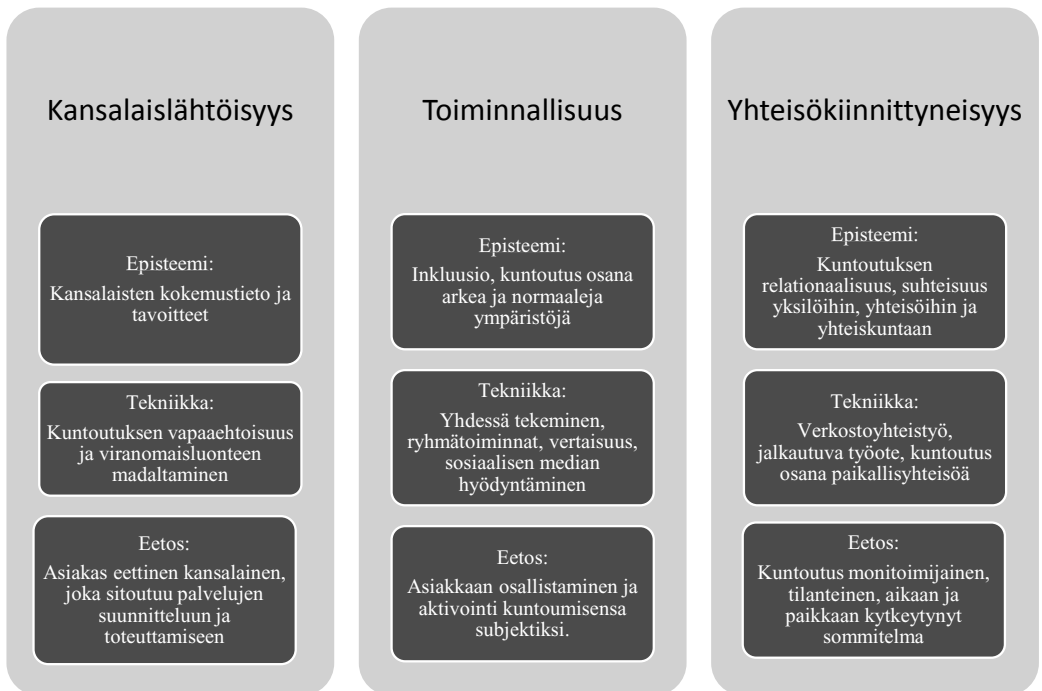 Kansalaislähtöisyys
Episteemi:
Kansalaisten kokemustieto ja
tavoitteet
Tekniikka:
Kuntoutuksen vapaaehtoisuus
ja viranomaisluonteen
madaltaminen
Eetos:
Asiakas eettinen kansalainen,
joka sitoutuu palvelujen
suunnitteluun ja
toteuttamiseen
Toiminnallisuus
Episteemi:
Inkluusio, kuntoutus osana
arkea ja normaaleja
ympäristöjä
Tekniikka:
Yhdessä tekeminen,
ryhmätoiminnat, vertaisuus,
sosiaalisen median
hyödyntäminen
Eetos:
Asiakkaan osallistaminen ja
aktivointi kuntoumisensa
subjektiksi.
Yhteisökiinnittyneisyys
Episteemi:
Kuntoutuksen
relationaalisuus, suhteisuus
yksilöihin, yhteisöihin ja
yhteiskuntaan
Tekniikka:
Verkostoyhteistyö,
jalkautuva työote, kuntoutus
osana paikallisyhteisöä
Eetos:
Kuntoutus monitoimijainen,
tilanteinen, aikaan ja
paikkaan kytkeytynyt
sommitelma